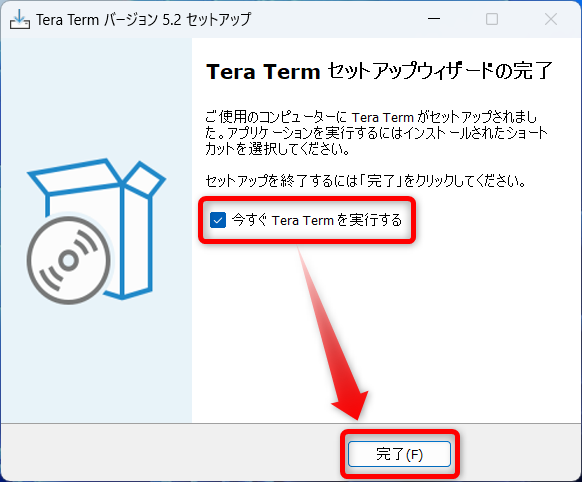 Tera Term バージョン 5.2 セットアップ
Tera Term セットアップウィザードの完了
ご使用のコンピューターに Tera Term がセットアップされまし
た。アプリケーションを実行するにはインストールされたショート
カットを選択してください。
セットアップを終了するには「完了」をクリックしてください。
今すぐ Tera Term を実行する
完了(F)